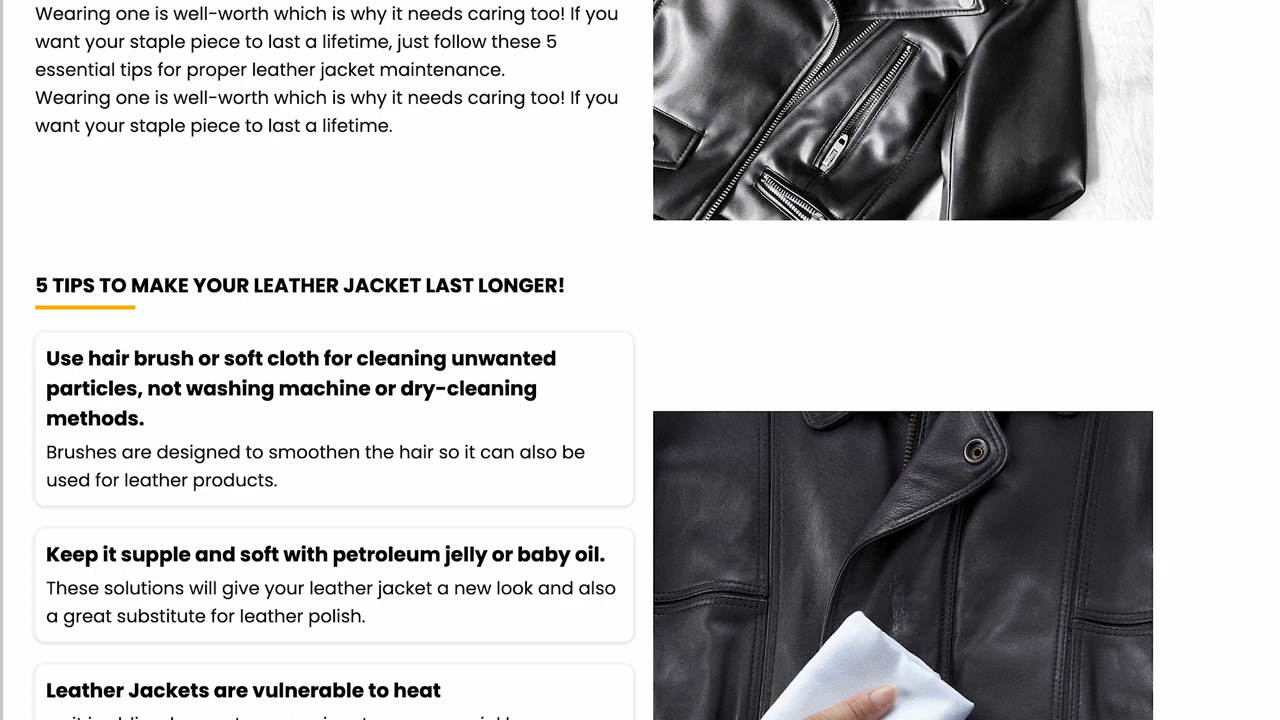 Wearing one is well-worth which is why it needs caring too! If you
want your staple piece to last a lifetime, just follow these 5
essential tips for proper leather jacket maintenance.
Wearing one is well-worth which is why it needs caring too! If you
want your staple piece to last a lifetime.
5 TIPS TO MAKE YOUR LEATHER JACKET LAST LONGER!
Use hair brush or soft cloth for cleaning unwanted
particles, not washing machine or dry-cleaning
methods.
Brushes are designed to smoothen the hair so it can also be
used for leather products.
Keep it supple and soft with petroleum jelly or baby oil.
These solutions will give your leather jacket a new look and also
a great substitute for leather polish.
Leather Jackets are vulnerable to heat